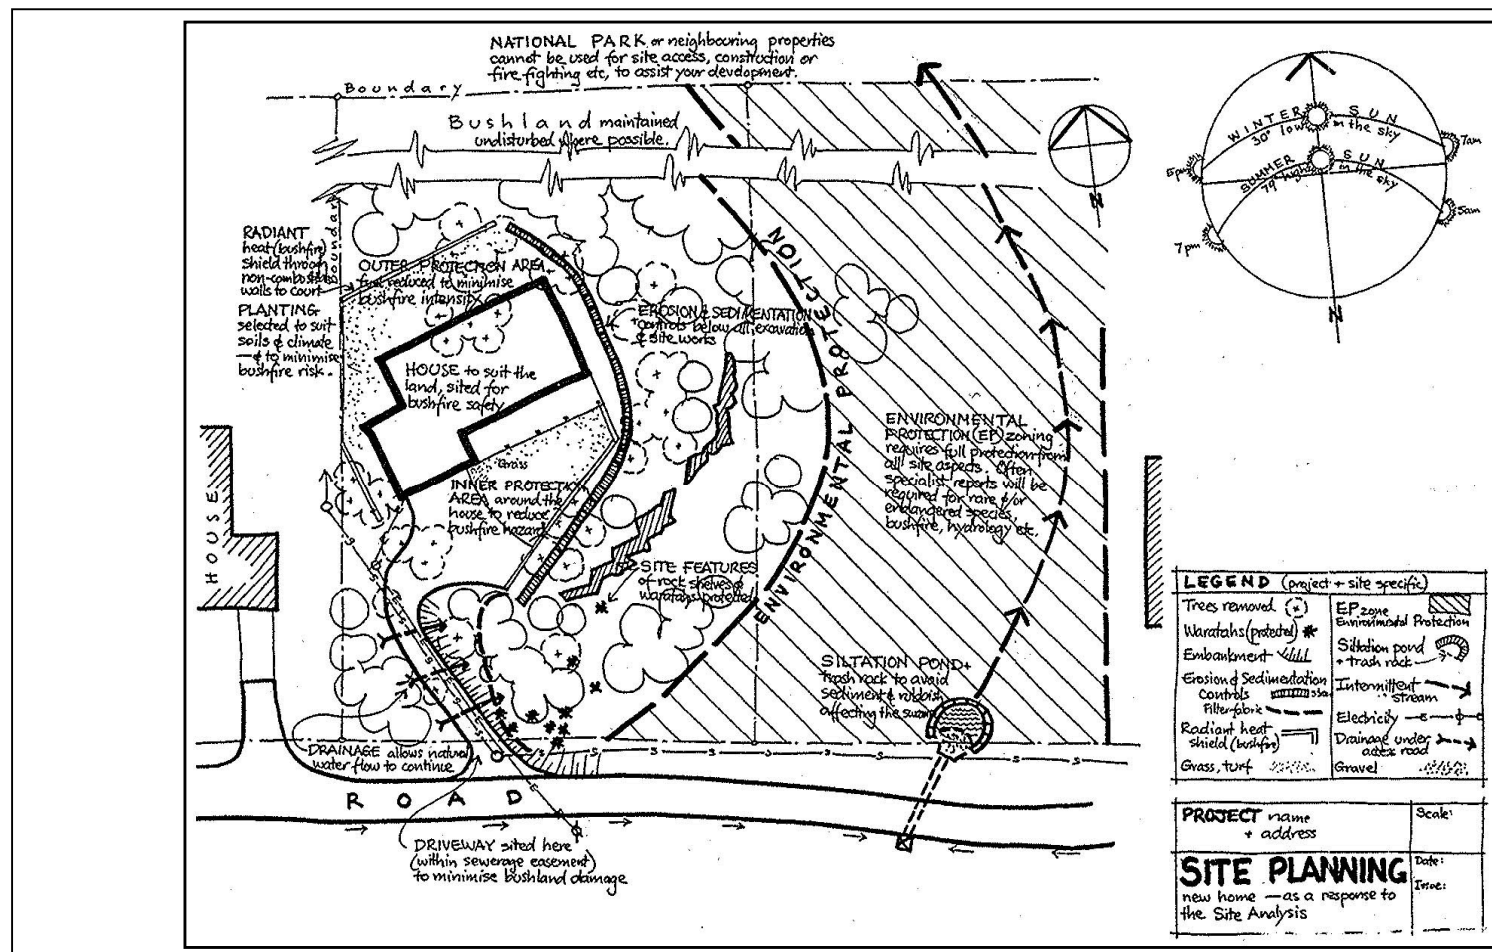 NATIONAL PARK or neighbouring properties
cannot be used for site access, construction or
fire fighting etc, to assist your development.
Boundary
Bushland maintained
undisturbed where possible.
N
WINTER SUN
30° low in the sky
SUMMER SUN
79° high in the sky
7am
5pm
5am
7pm
N
Boundary
RADIANT
heat (bushfire)
shield through
non-combustible
walls to court
PLANTING
selected to suit
soils & climate
— & to minimise
bushfire risk.
OUTER PROTECTION AREA
fuel reduced to minimise
bushfire intensity
EROSION & SEDIMENTATION
controls below all excavation
& site works
HOUSE to suit the
land, sited for
bushfire safety
Grass
INNER PROTECTION
AREA around the
house to reduce
bushfire hazard
HOUSE
ENVIRONMENTAL PROTECTION
ENVIRONMENTAL
PROTECTION (EP) zoning
requires full protection from
all site aspects. Often
specialist reports will be
required for rare &/or
endangered species,
bushfire, hydrology etc.
SITE FEATURES
of rock shelves &
waratahs protected
SILTATION POND +
trash rack to avoid
sediment & rubbish
affecting the swamp
DRAINAGE allows natural
water flow to continue
ROAD
DRIVEWAY sited here
(within sewerage easement)
to minimise bushland damage
LEGEND (project + site specific)
Trees removed
Waratahs (protected)
Embankment
Erosion & Sedimentation
Controls
Filter fabric
Radiant heat
shield (bushfire)
Grass, turf
EP zone
Environmental Protection
Siltation pond
+ trash rock
Intermittent
stream
Electricity
Drainage under
access road
Gravel
PROJECT name
+ address
Scale:
SITE PLANNING
new home — as a response to
the Site Analysis
Date:
Issue: